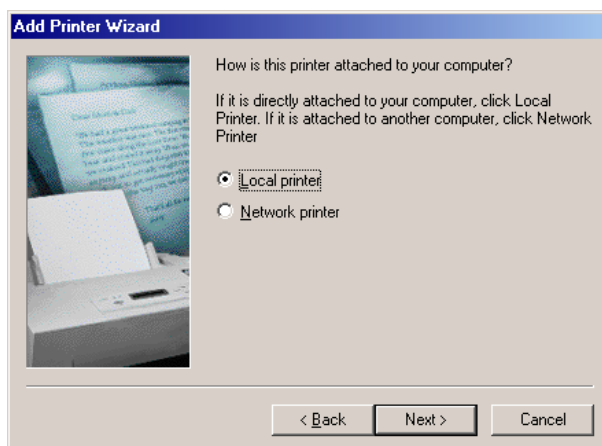 Add Printer Wizard
How is this printer attached to your computer?
If it is directly attached to your computer, click Local
Printer. If it is attached to another computer, click Network
Printer
Local printer
Network printer
< Back
Next >
Cancel